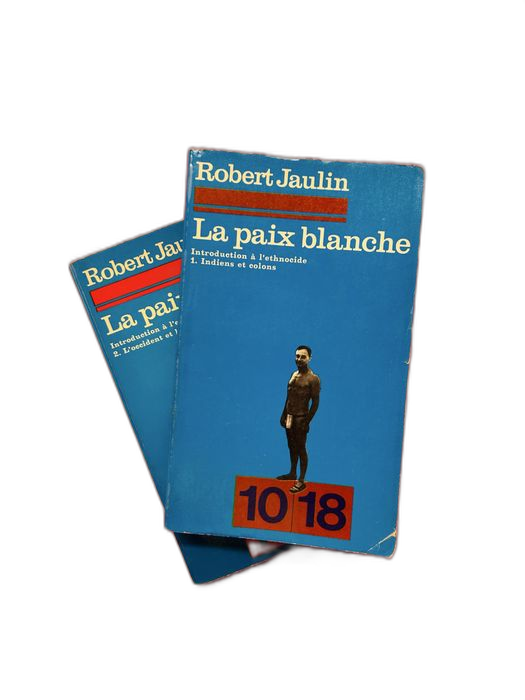 Robert Jaulin
La paix blanche
Introduction à l'ethnocide
1. Indiens et colons
10 18
Robert Jau
La pai
Introduction à l'e
2. L'occident et l